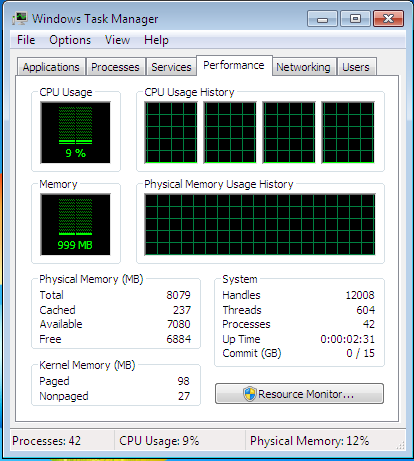 Windows Task Manager
File Options View Help
Applications Processes Services Performance Networking Users
CPU Usage CPU Usage History
9 %
Memory Physical Memory Usage History
999 MB
Physical Memory (MB) System
Total 8079 Handles 12008
Cached 237 Threads 604
Available 7080 Processes 42
Free 6884 Up Time 0:00:02:31
Commit (GB) 0 / 15
Kernel Memory (MB)
Paged 98
Nonpaged 27
Resource Monitor...
Processes: 42 CPU Usage: 9% Physical Memory: 12%